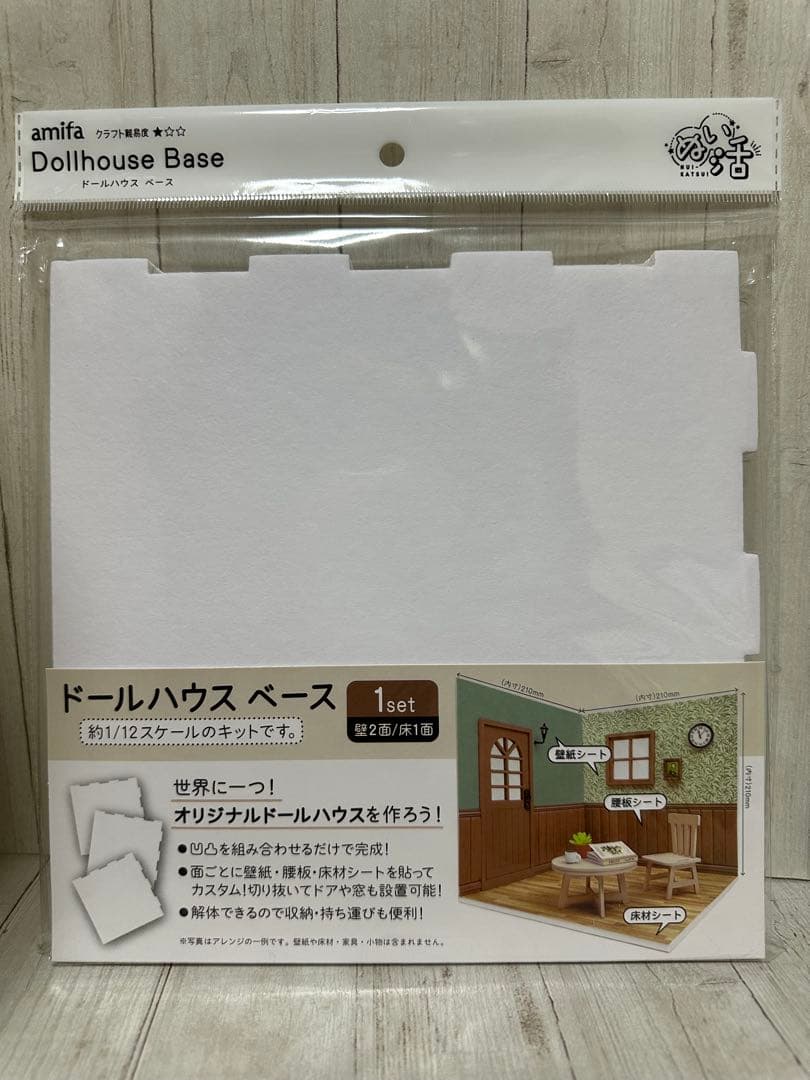 amifa クラフト難易度 ★☆☆
Dollhouse Base
ドールハウス ベース
ぬい活
NUI-
KATSUI
ドールハウス ベース
約1/12スケールのキットです。
1set
壁2面/床1面
世界に一つ!
オリジナルドールハウスを作ろう!
●凹凸を組み合わせるだけで完成!
●面ごとに壁紙・腰板・床材シートを貼って
カスタム!切り抜いてドアや窓も設置可能!
●解体できるので収納・持ち運びも便利!
※写真はアレンジの一例です。壁紙や床材・家具・小物は含まれません。
(内寸)210mm
(内寸)210mm
(内寸)210mm
壁紙シート
腰板シート
床材シート